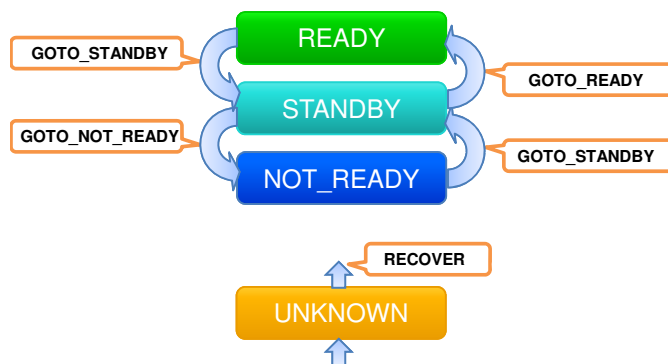 READY
GOTO_STANDBY
GOTO_READY
STANDBY
GOTO_NOT_READY
GOTO_STANDBY
NOT_READY
RECOVER
UNKNOWN